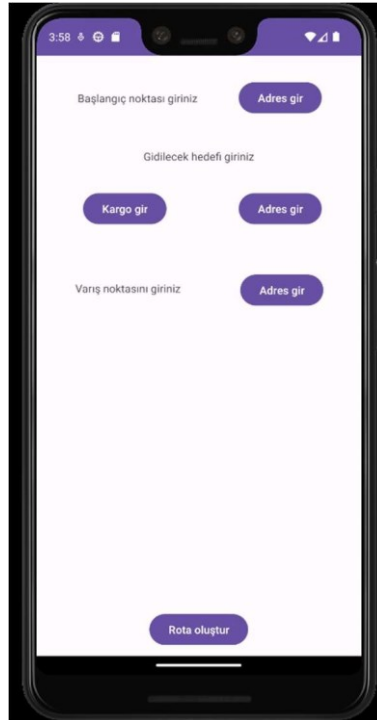 3:58
Başlangıç noktası giriniz Adres gir
Gidilecek hedefi giriniz
Kargo gir Adres gir
Varış noktasını giriniz Adres gir
Rota oluştur